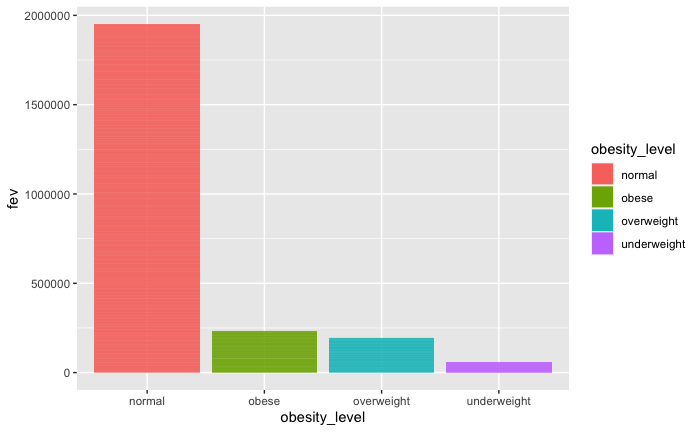 2000000
1500000
1000000
500000
0
fev
normal
obese
overweight
underweight
obesity_level
obesity_level
normal
obese
overweight
underweight